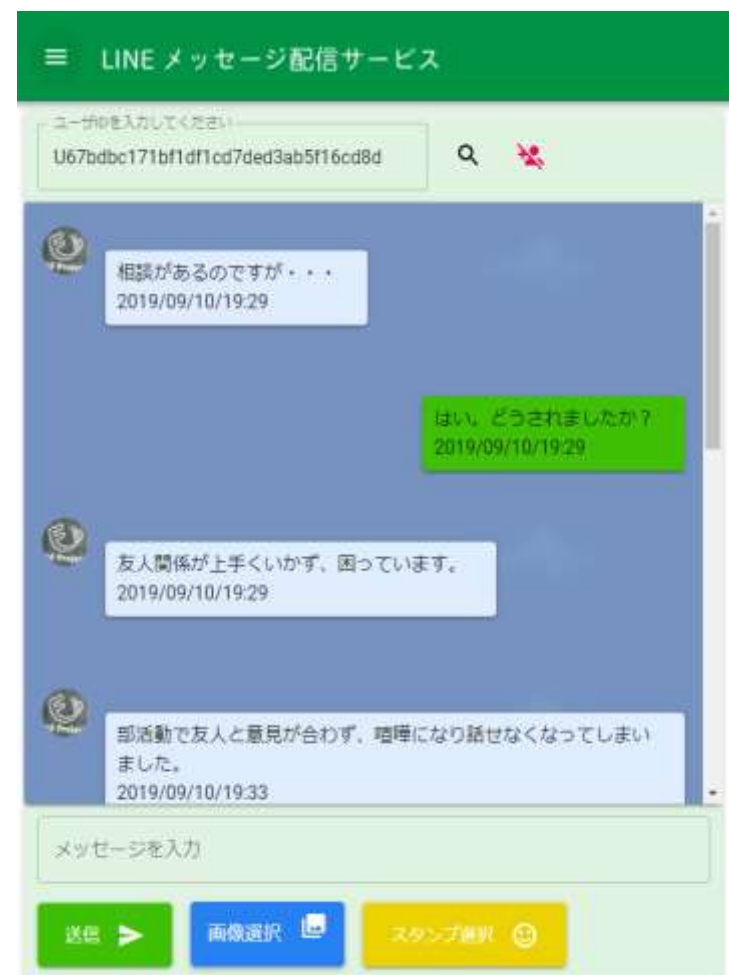 LINE メッセージ配信サービス
ユーザIDを入力してください
U67bdbc171bf1df1cd7ded3ab5f16cd8d
相談があるのですが・・・
2019/09/10/19:29
はい。どうされましたか？
2019/09/10/19:29
友人関係が上手くいかず、困っています。
2019/09/10/19:29
部活動で友人と意見が合わず、喧嘩になり話せなくなってしまい
ました。
2019/09/10/19:33
メッセージを入力
送信
画像選択
スタンプ選択